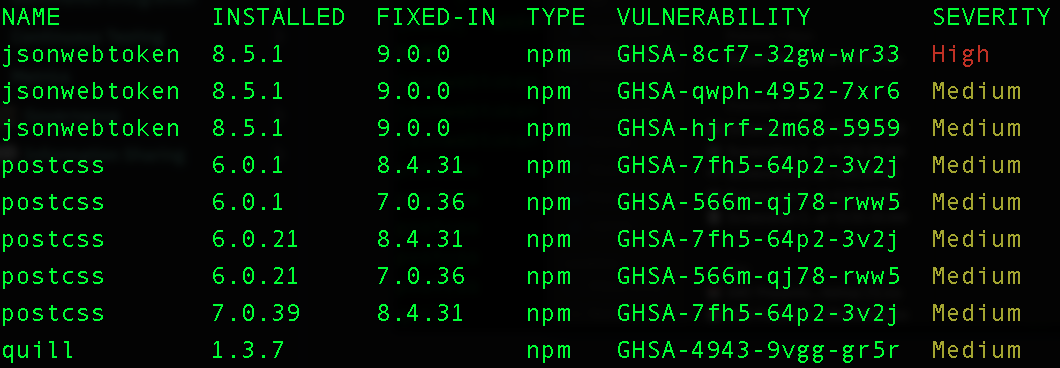 NAME INSTALLED FIXED-IN TYPE VULNERABILITY SEVERITY
jsonwebtoken 8.5.1 9.0.0 npm GHSA-8cf7-32gw-wr33 High
jsonwebtoken 8.5.1 9.0.0 npm GHSA-qwph-4952-7xr6 Medium
jsonwebtoken 8.5.1 9.0.0 npm GHSA-hjrf-2m68-5959 Medium
postcss 6.0.1 8.4.31 npm GHSA-7fh5-64p2-3v2j Medium
postcss 6.0.1 7.0.36 npm GHSA-566m-qj78-rww5 Medium
postcss 6.0.21 8.4.31 npm GHSA-7fh5-64p2-3v2j Medium
postcss 6.0.21 7.0.36 npm GHSA-566m-qj78-rww5 Medium
postcss 7.0.39 8.4.31 npm GHSA-7fh5-64p2-3v2j Medium
quill 1.3.7 npm GHSA-4943-9vgg-gr5r Medium